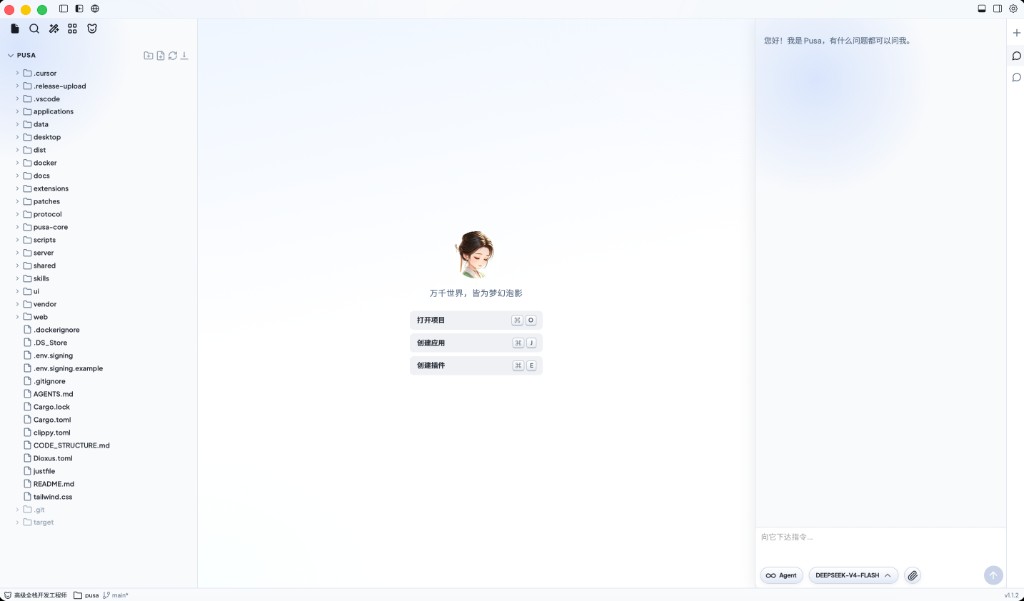 PUSA
.cursor
.release-upload
.vscode
applications
data
desktop
dist
docker
docs
extensions
patches
protocol
pusa-core
scripts
server
shared
skills
ui
vendor
web
.dockerignore
.DS_Store
.env.signing
.env.signing.example
.gitignore
AGENTS.md
Cargo.lock
Cargo.toml
clippy.toml
CODE_STRUCTURE.md
Dioxus.toml
justfile
README.md
tailwind.css
.git
target
万千世界，皆为梦幻泡影
打开项目 ⌘ O
创建应用 ⌘ J
创建插件 ⌘ E
您好！我是 Pusa，有什么问题都可以问我。
向它下达指令...
Agent DEEPSEEK-V4-FLASH
高级全栈开发工程师 pusa main* v1.1.2